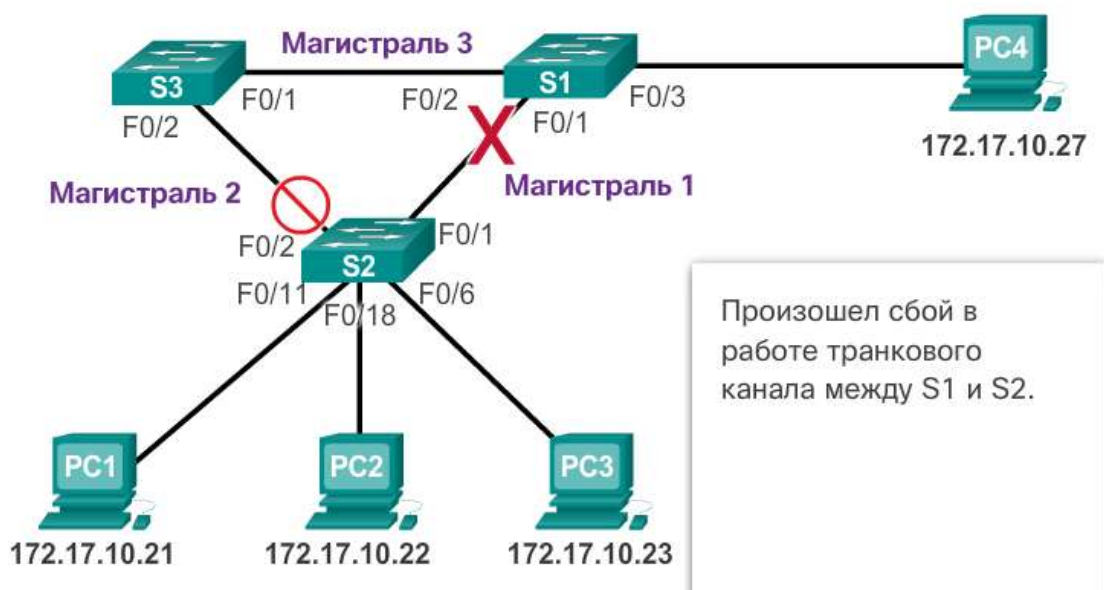 Магистраль 3
PC4
S3
S1
F0/1
F0/2
F0/3
F0/2
F0/1
172.17.10.27
Магистраль 2
Магистраль 1
F0/2
F0/1
S2
F0/11
F0/18
F0/6
Произошел сбой в
работе транкового
канала между S1 и S2.
PC1
PC2
PC3
172.17.10.21
172.17.10.22
172.17.10.23